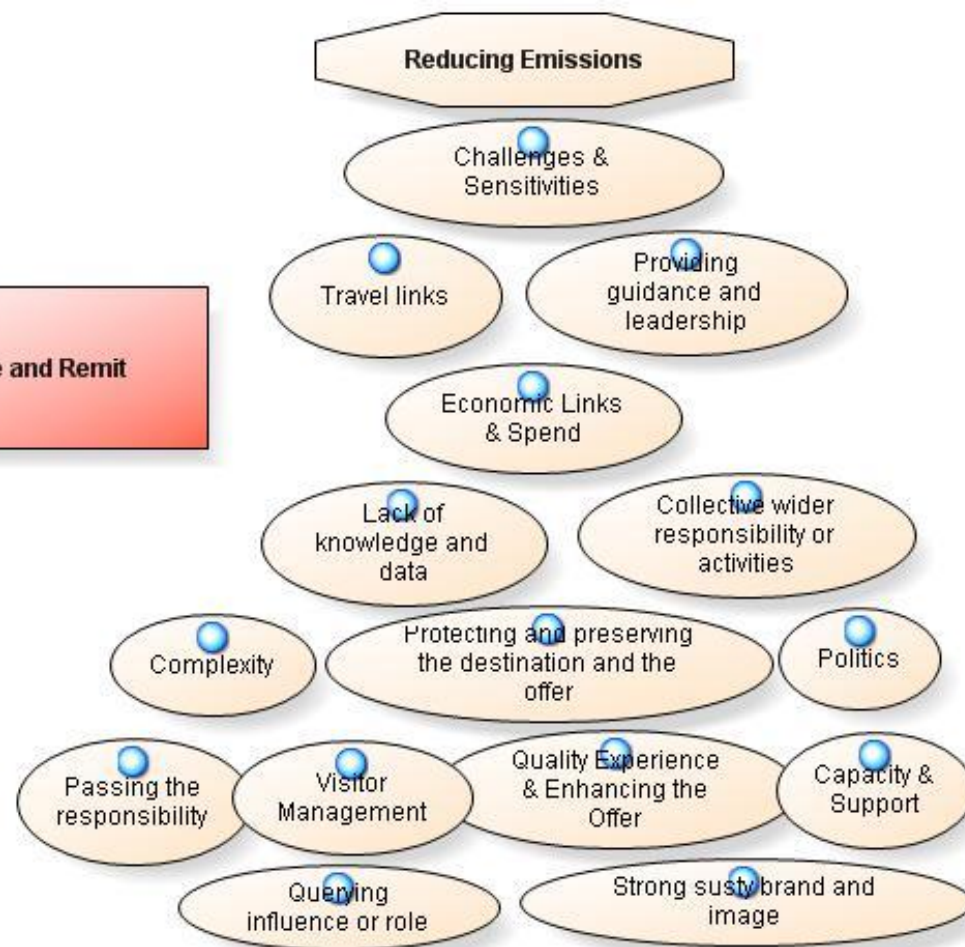 Reducing Emissions
Challenges &
Sensitivities
Travel links
Providing
guidance and
leadership
and Remit
Economic Links
& Spend
Lack of
knowledge and
data
Collective wider
responsibility or
activities
Complexity
Protecting and preserving
the destination and the
offer
Politics
Passing the
responsibility
Visitor
Management
Quality Experience
& Enhancing the
Offer
Capacity &
Support
Querying
influence or role
Strong susty brand and
image